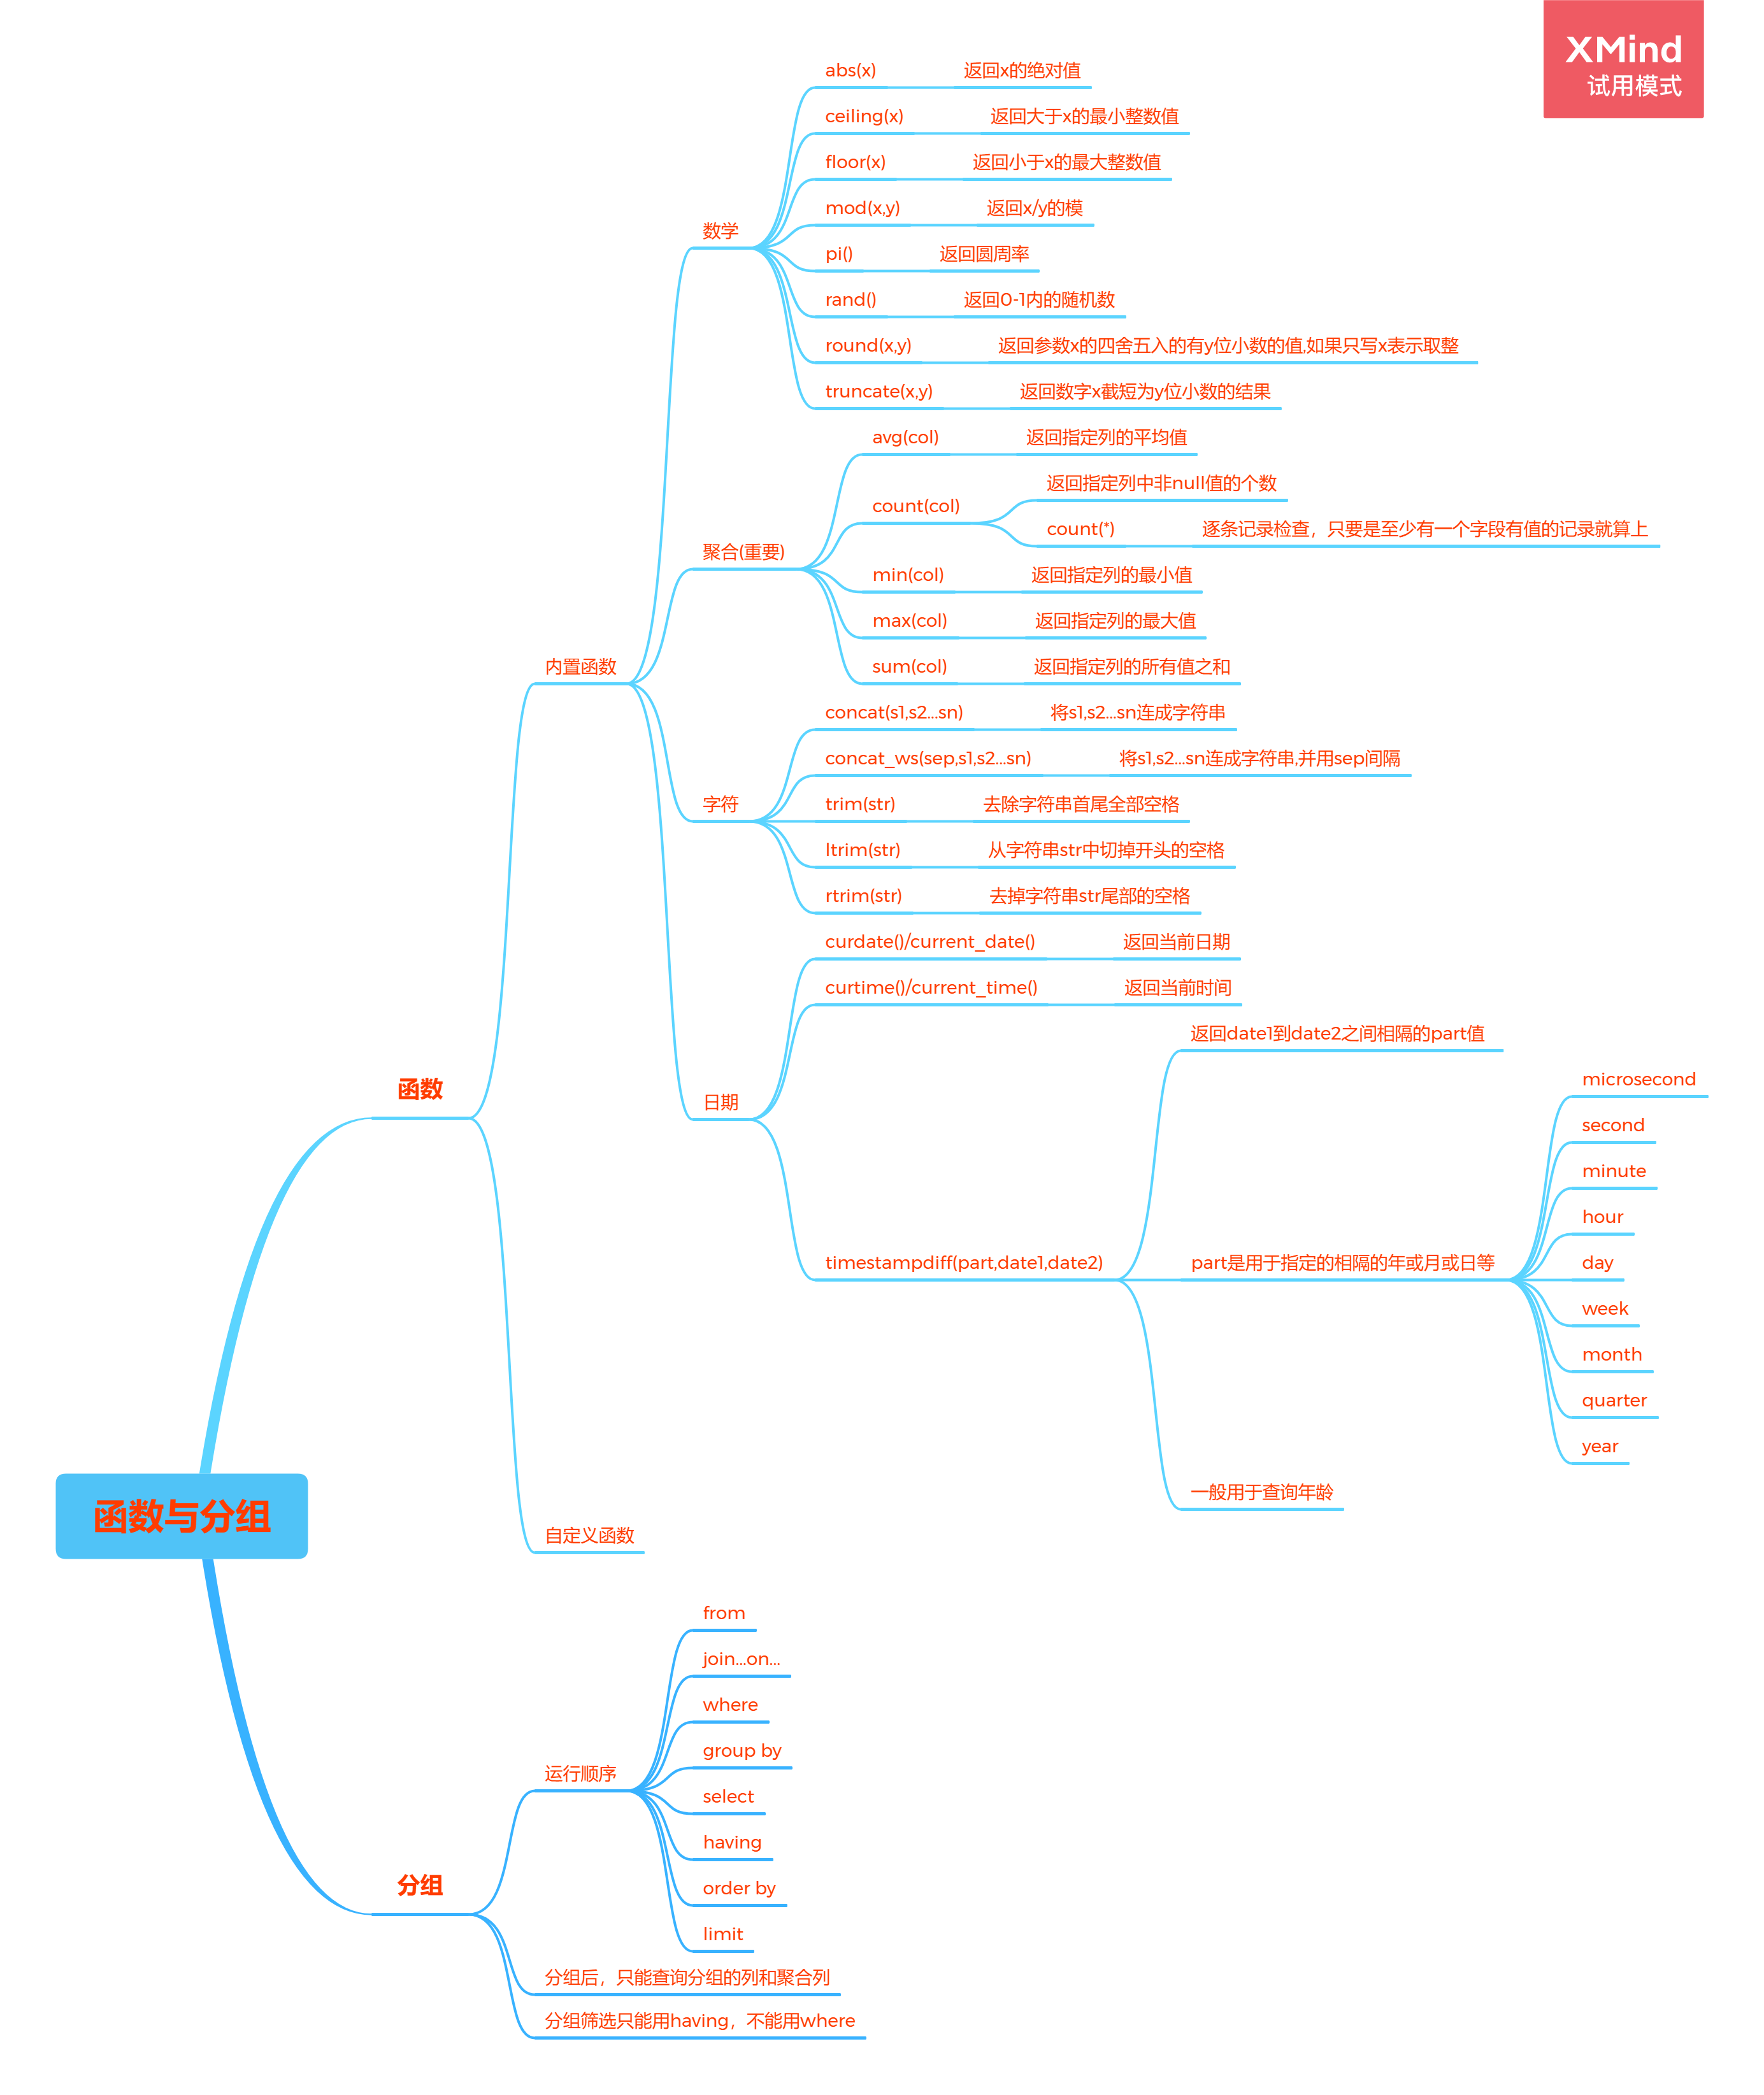 XMind
试用模式
函数与分组
函数
内置函数
数学
abs(x)
返回x的绝对值
ceiling(x)
返回大于x的最小整数值
floor(x)
返回小于x的最大整数值
mod(x,y)
返回x/y的模
pi()
返回圆周率
rand()
返回0-1内的随机数
round(x,y)
返回参数x的四舍五入的有y位小数的值,如果只写x表示取整
truncate(x,y)
返回数字x截短为y位小数的结果
聚合(重要)
avg(col)
返回指定列的平均值
count(col)
返回指定列中非null值的个数
count(*)
逐条记录检查，只要是至少有一个字段有值的记录就算上
min(col)
返回指定列的最小值
max(col)
返回指定列的最大值
sum(col)
返回指定列的所有值之和
字符
concat(s1,s2...sn)
将s1,s2...sn连成字符串
concat_ws(sep,s1,s2...sn)
将s1,s2...sn连成字符串,并用sep间隔
trim(str)
去除字符串首尾全部空格
ltrim(str)
从字符串str中切掉开头的空格
rtrim(str)
去掉字符串str尾部的空格
日期
curdate()/current_date()
返回当前日期
curtime()/current_time()
返回当前时间
timestampdiff(part,date1,date2)
返回date1到date2之间相隔的part值
part是用于指定的相隔的年或月或日等
microsecond
second
minute
hour
day
week
month
quarter
year
一般用于查询年龄
自定义函数
分组
运行顺序
from
join...on...
where
group by
select
having
order by
limit
分组后，只能查询分组的列和聚合列
分组筛选只能用having，不能用where